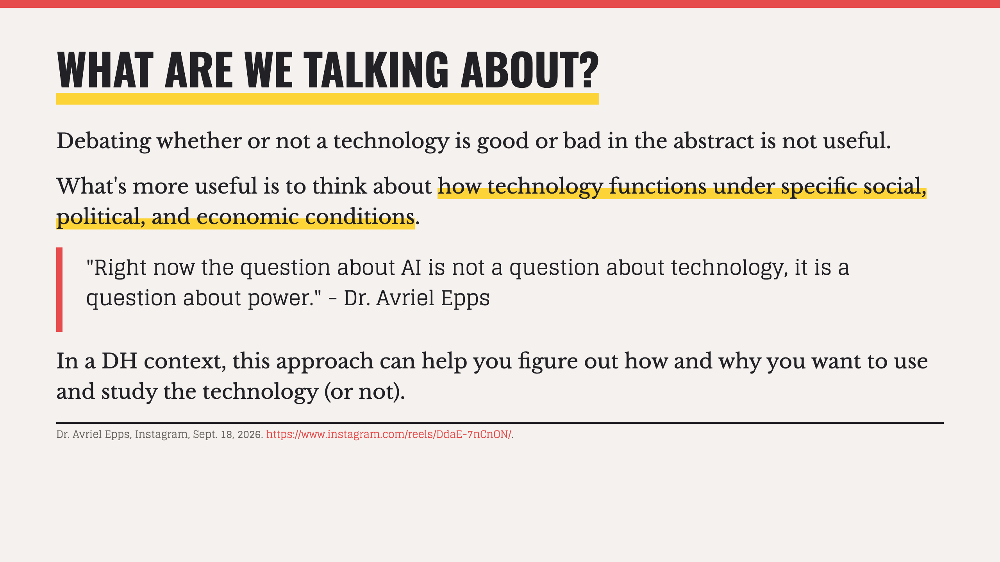 WHAT ARE WE TALKING ABOUT?
Debating whether or not a technology is good or bad in the abstract is not useful.
What's more useful is to think about how technology functions under specific social,
political, and economic conditions.
"Right now the question about AI is not a question about technology, it is a
question about power." – Dr. Avriel Epps
In a DH context, this approach can help you figure out how and why you want to use
and study the technology (or not).
Dr. Avriel Epps, Instagram, Sept. 18, 2026. https://www.instagram.com/reels/DdaE-7nCnON/.